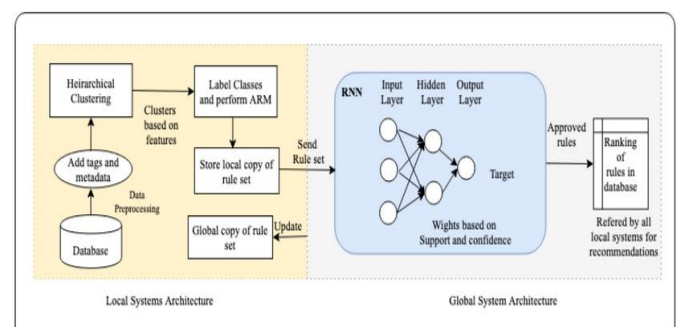 Heirarchical
Clustering
Label Classes
and perform ARM
Clusters
based on
features
Add tags and
metadata
Data
Preprocessing
Database
Store local copy of
rule set
Global copy of rule
set
Send
Rule set
Update
RNN
Input
Layer
Hidden
Layer
Output
Layer
Target
Wights based on
Support and confidence
Approved
rules
Ranking
of
rules in
database
Refered by all
local systems for
recommendations
Local Systems Architecture
Global System Architecture